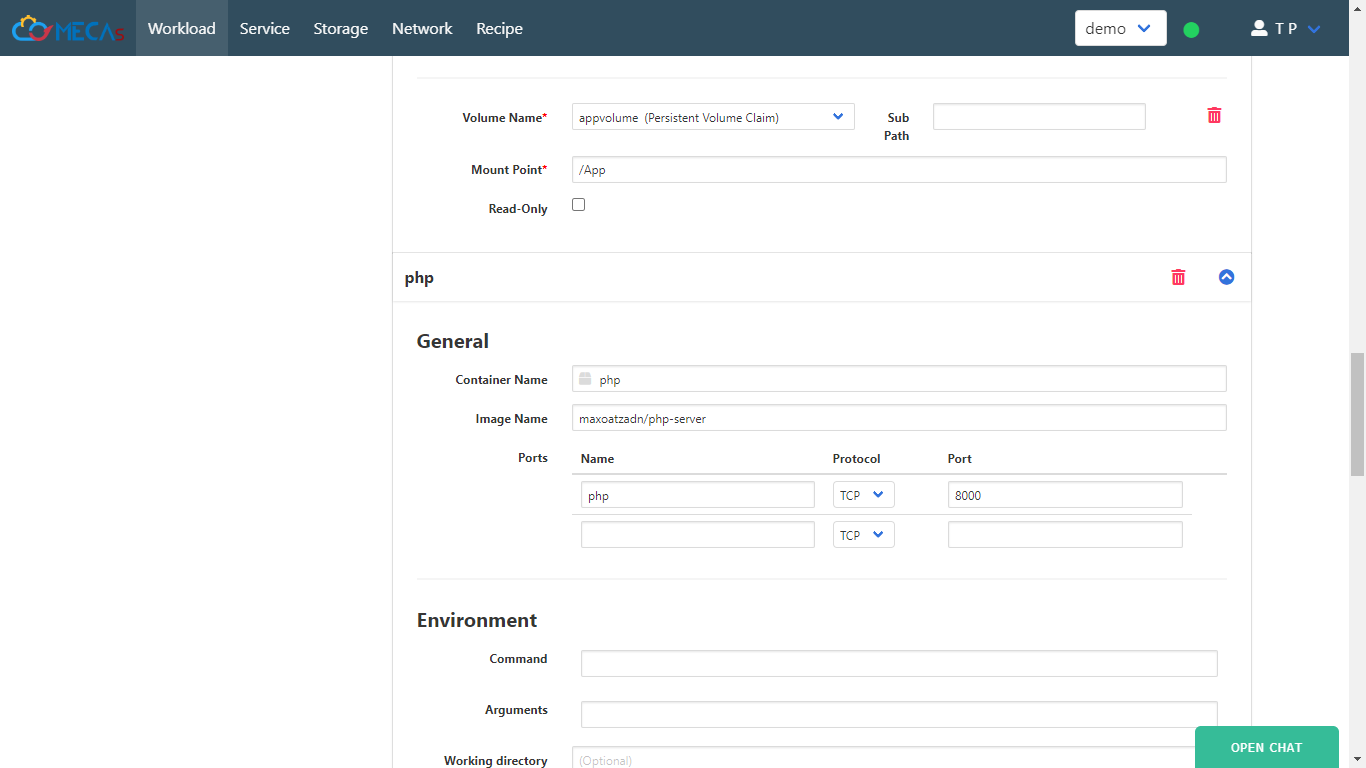 MECAs Workload Service Storage Network Recipe demo T P
Volume Name* appvolume (Persistent Volume Claim) Sub Path
Mount Point* /App
Read-Only
php
General
Container Name php
Image Name maxoatzadn/php-server
Ports Name Protocol Port
php TCP 8000
TCP
Environment
Command
Arguments
Working directory (Optional)
OPEN CHAT